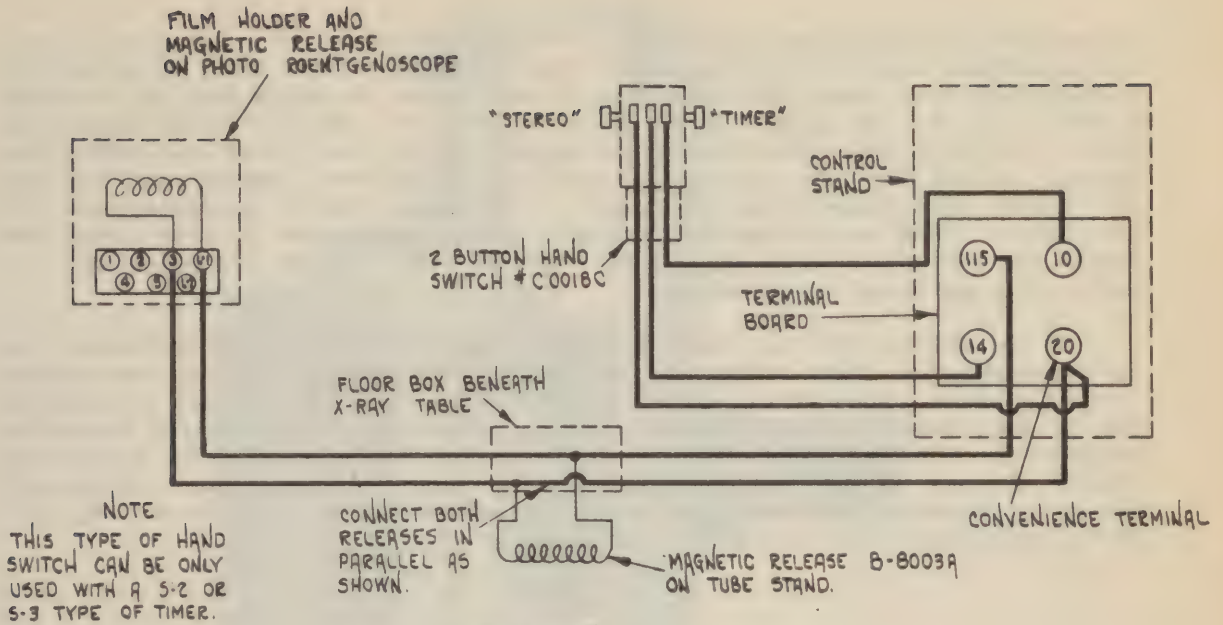 FILM HOLDER AND
MAGNETIC RELEASE
ON PHOTO ROENTGENOSCOPE
"STEREO"
"TIMER"
CONTROL
STAND
2 BUTTON HAND
SWITCH # C001BC
115
10
TERMINAL
BOARD
14
20
1
2
3
4
5
FLOOR BOX BENEATH
X-RAY TABLE
NOTE
THIS TYPE OF HAND
SWITCH CAN BE ONLY
USED WITH A S-2 OR
S-3 TYPE OF TIMER.
CONNECT BOTH
RELEASES IN
PARALLEL AS
SHOWN.
MAGNETIC RELEASE B-8003A
ON TUBE STAND.
CONVENIENCE TERMINAL